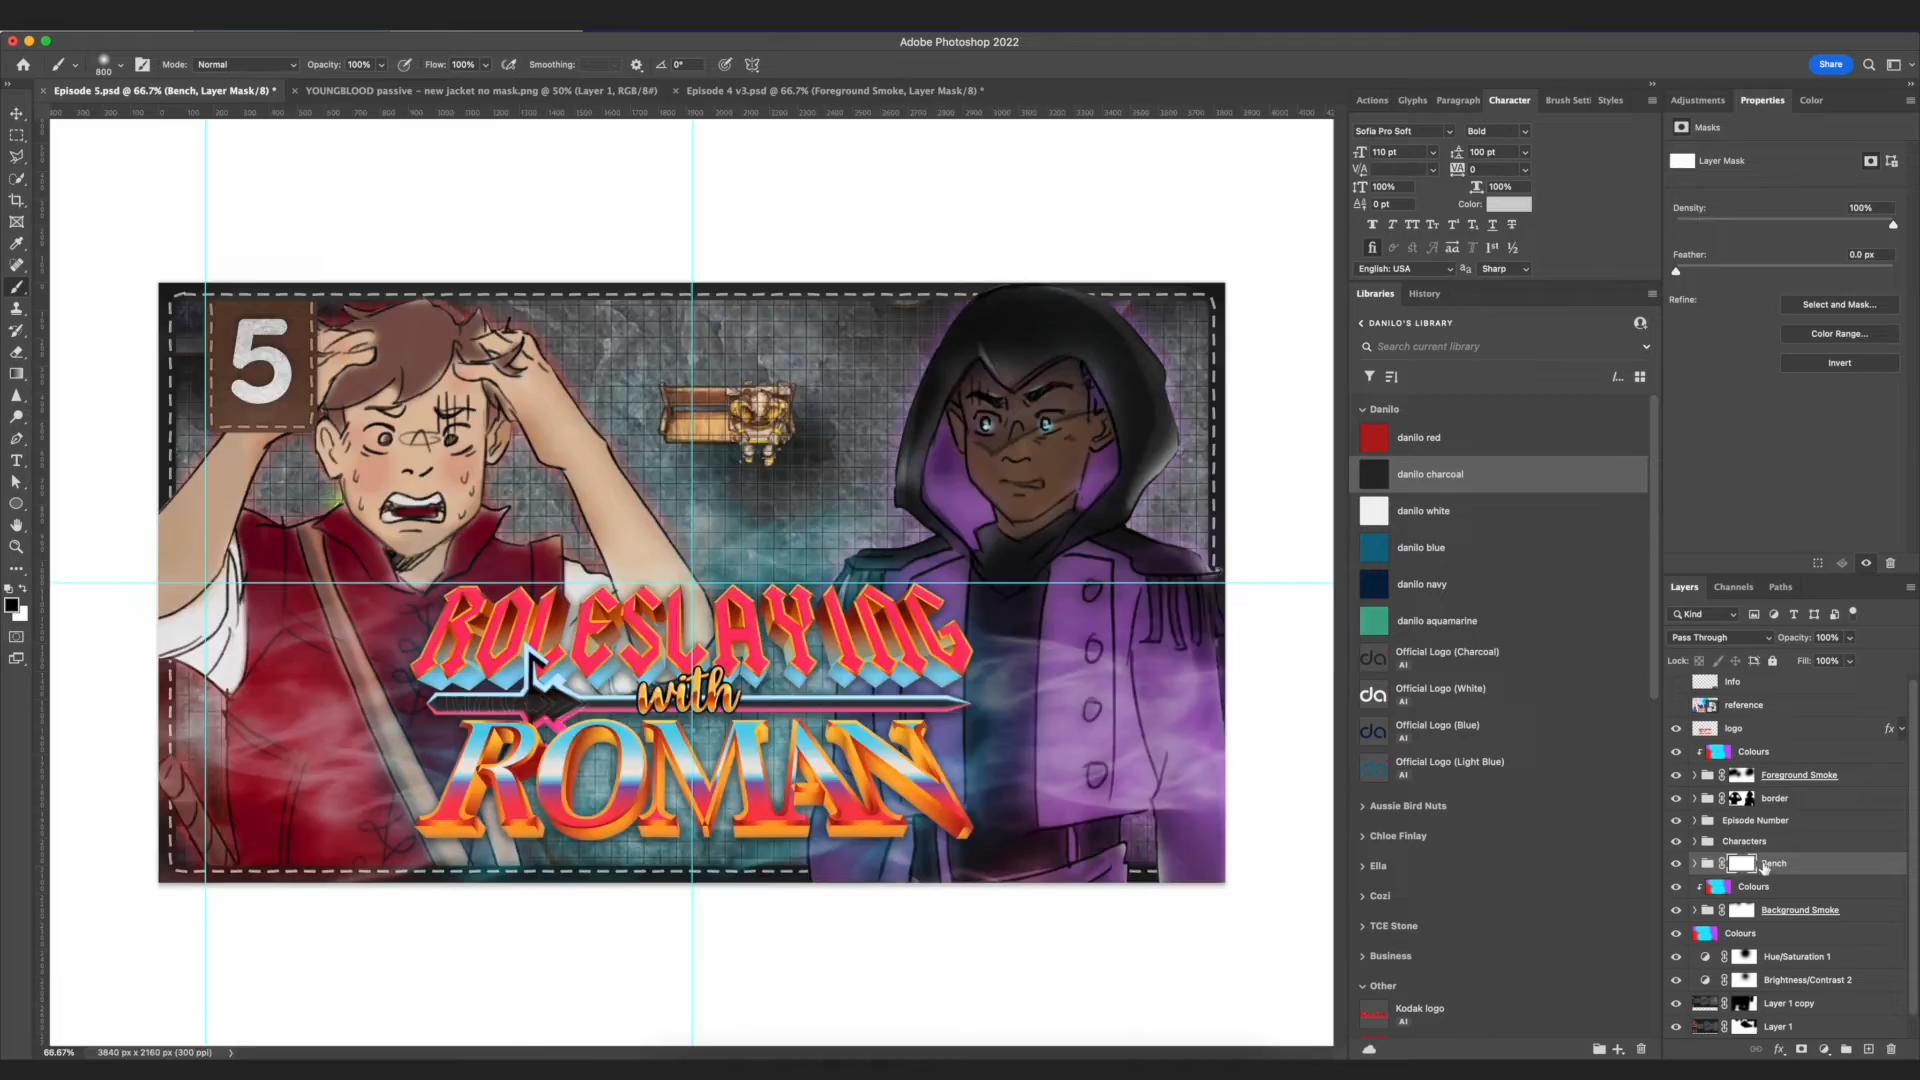 Adobe Photoshop 2022
800
Mode: Normal
Opacity: 100%
Flow: 100%
Smoothing:
0°
Share
Episode 5.psd @ 66.7% (Bench, Layer Mask/8) *
YOUNGBLOOD passive – new jacket no mask.png @ 50% (Layer 1, RGB/8#)
Episode 4 v3.psd @ 66.7% (Foreground Smoke, Layer Mask/8) *
5
ROLESLAYING
with
ROMAN
66.67%
3840 px x 2160 px (300 ppi)
Actions
Glyphs
Paragraph
Character
Brush Setti
Styles
Sofia Pro Soft
Bold
110 pt
100 pt
0
100%
100%
0 pt
Color:
English: USA
Sharp
Libraries
History
DANILO'S LIBRARY
Search current library
Danilo
danilo red
danilo charcoal
danilo white
danilo blue
danilo navy
danilo aquamarine
Official Logo (Charcoal)
AI
Official Logo (White)
AI
Official Logo (Blue)
AI
Official Logo (Light Blue)
AI
Aussie Bird Nuts
Chloe Finlay
Ella
Cozi
TCE Stone
Business
Other
Kodak logo
AI
Adjustments
Properties
Color
Masks
Layer Mask
Density:
100%
Feather:
0.0 px
Refine:
Select and Mask...
Color Range...
Invert
Layers
Channels
Paths
Kind
Pass Through
Opacity: 100%
Lock:
Fill: 100%
Info
reference
logo
fx
Colours
Foreground Smoke
border
Episode Number
Characters
Bench
Colours
Background Smoke
Colours
Hue/Saturation 1
Brightness/Contrast 2
Layer 1 copy
Layer 1